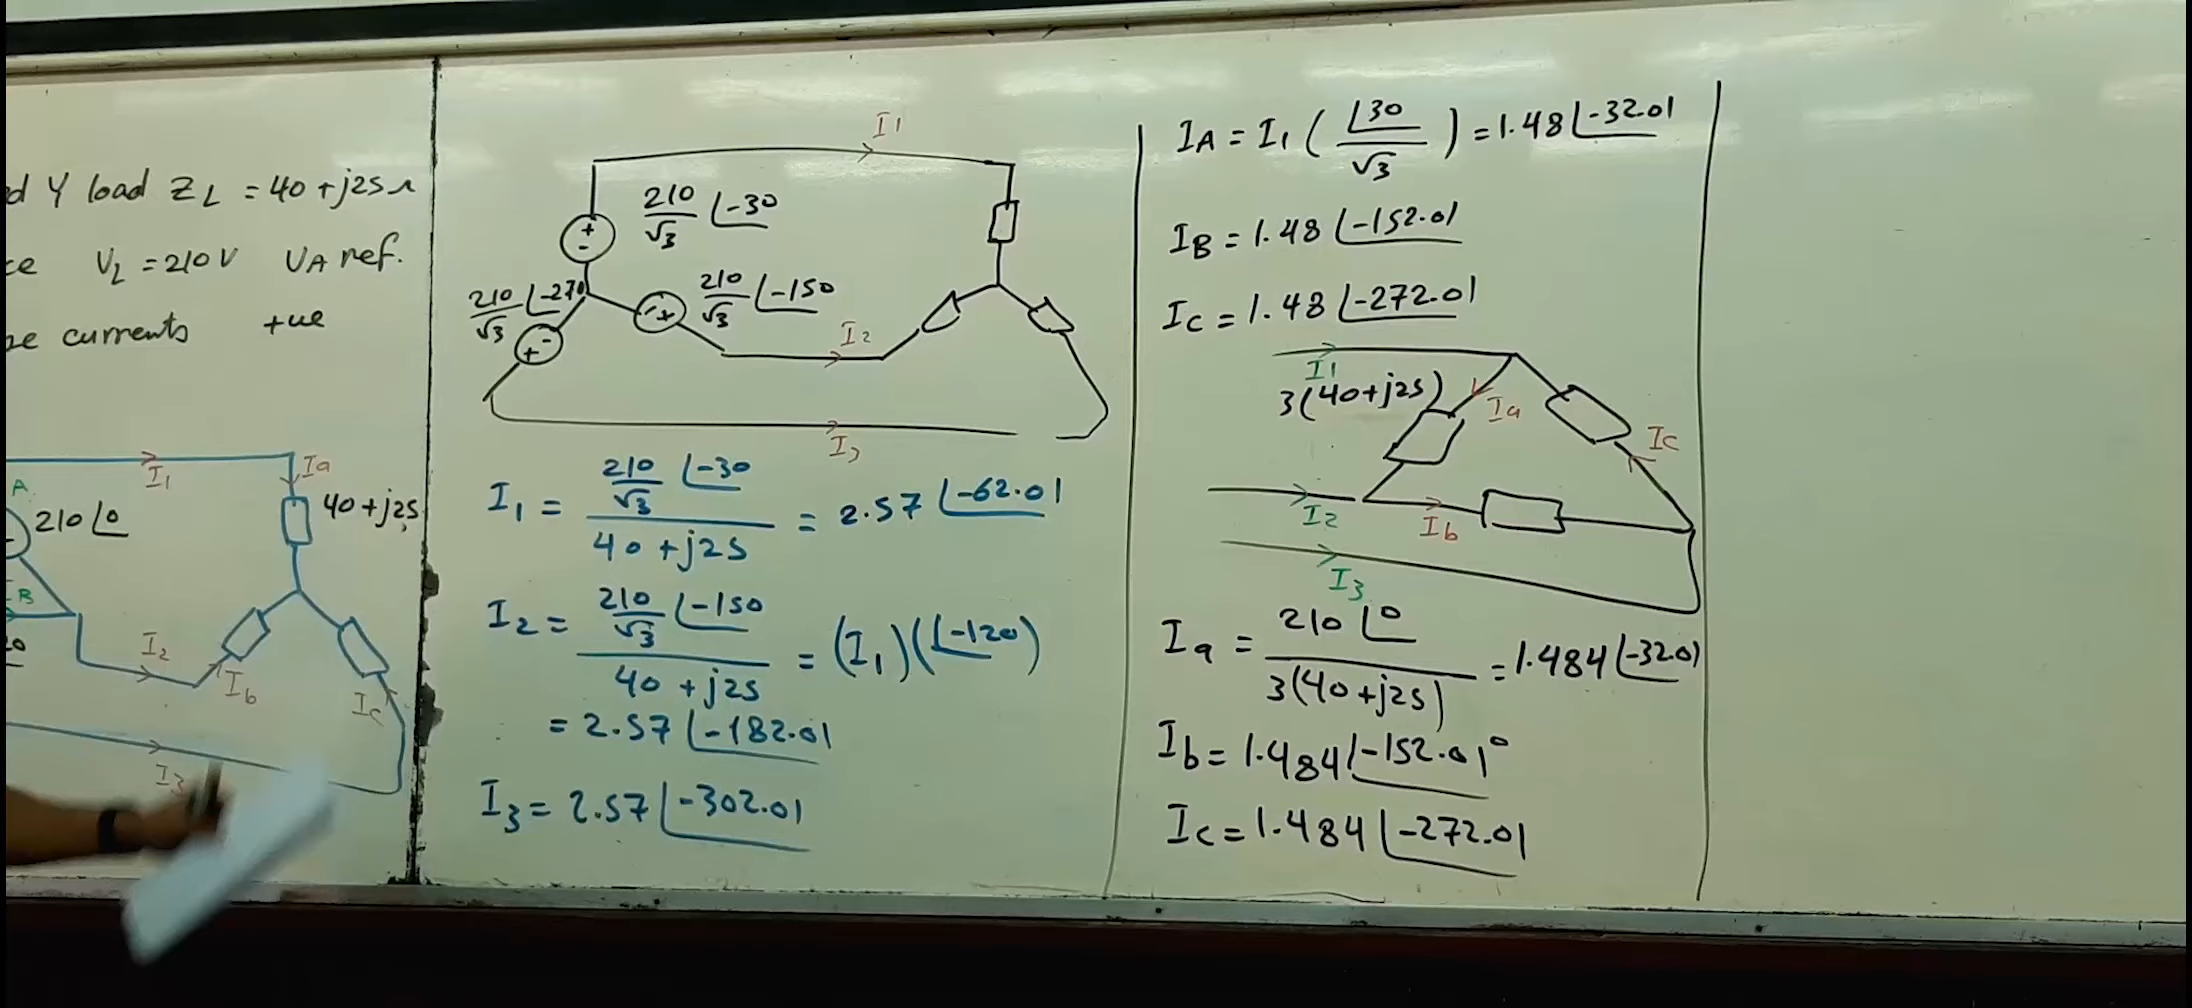 d Y load ZL = 40 + j25 Ω
ce VL = 210 V VA ref.
se currents +ve
I1
Ia
A
210 ∠0
40 + j25
B
I2
Ib
Ic
I3
I1
210/√3 ∠-30
210/√3 ∠-270
210/√3 ∠-150
I2
I3
I1 = (210/√3 ∠-30)/(40 + j25) = 2.57 ∠-62.01
I2 = (210/√3 ∠-150)/(40 + j25) = (I1)(∠-120)
= 2.57 ∠-182.01
I3 = 2.57 ∠-302.01
IA = I1 (∠30/√3) = 1.48 ∠-32.01
IB = 1.48 ∠-152.01
IC = 1.48 ∠-272.01
I1
3(40+j25)
Ia
Ic
I2
Ib
I3
Ia = 210 ∠0/3(40+j25) = 1.484 ∠-32.01
Ib = 1.484 ∠-152.01°
Ic = 1.484 ∠-272.01